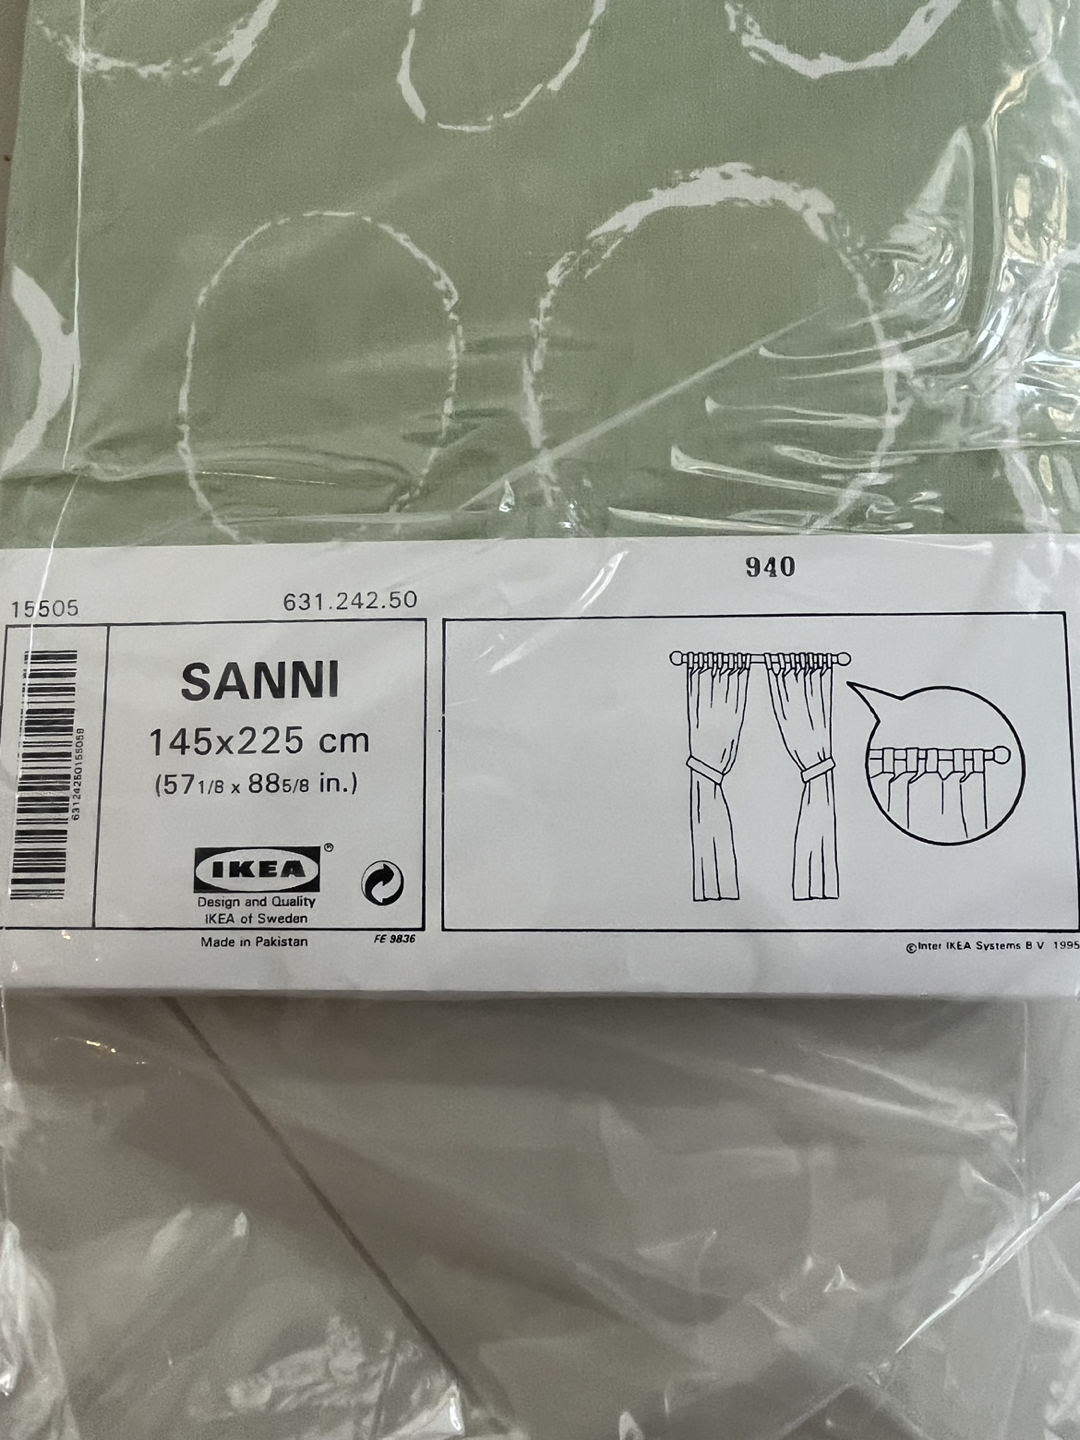 940
15505
631.242.50
SANNI
145x225 cm
(57 1/8 x 88 5/8 in.)
63124250155059
IKEA ®
Design and Quality
IKEA of Sweden
Made in Pakistan
FE 9836
©Inter IKEA Systems B V 1995